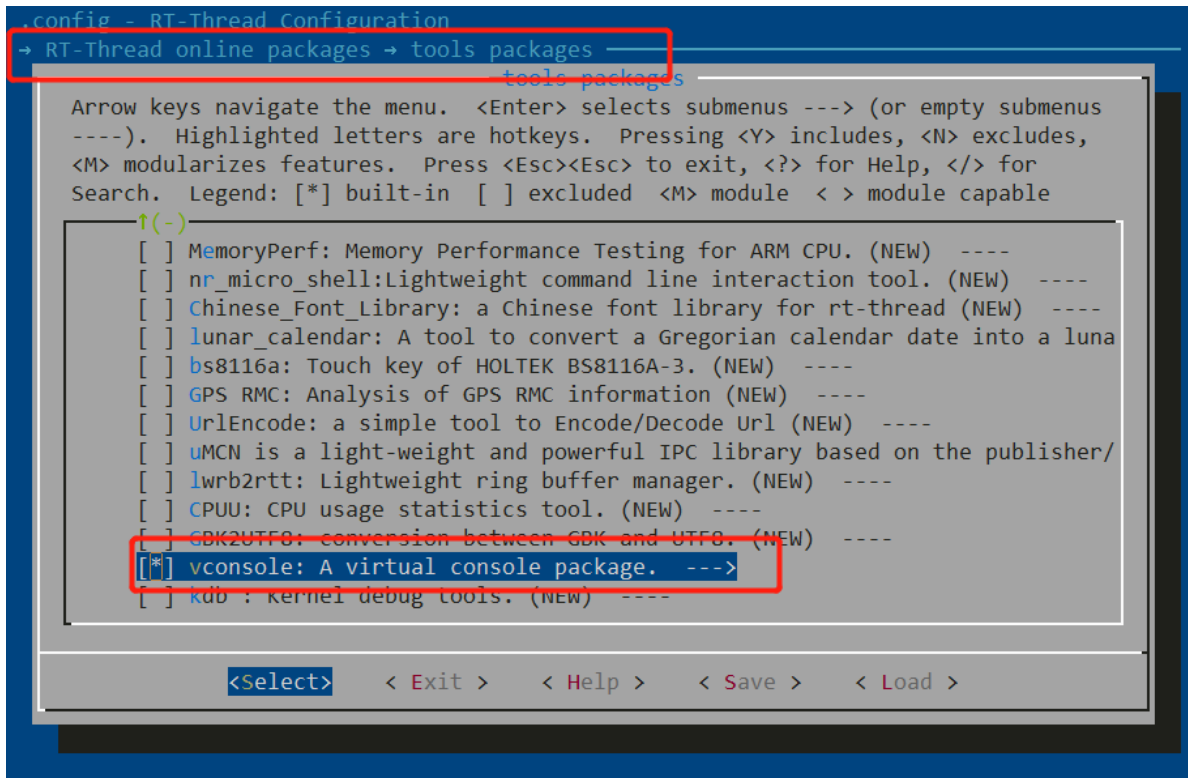 .config - RT-Thread Configuration
→ RT-Thread online packages → tools packages
tools packages
Arrow keys navigate the menu.  <Enter> selects submenus ---> (or empty submenus
----).  Highlighted letters are hotkeys.  Pressing <Y> includes, <N> excludes,
<M> modularizes features.  Press <Esc><Esc> to exit, <?> for Help, </> for
Search.  Legend: [*] built-in  [ ] excluded  <M> module  < > module capable
↑(-)
[ ] MemoryPerf: Memory Performance Testing for ARM CPU. (NEW)  ----
[ ] nr_micro_shell:Lightweight command line interaction tool. (NEW)  ----
[ ] Chinese_Font_Library: a Chinese font library for rt-thread (NEW)  ----
[ ] lunar_calendar: A tool to convert a Gregorian calendar date into a luna
[ ] bs8116a: Touch key of HOLTEK BS8116A-3. (NEW)  ----
[ ] GPS RMC: Analysis of GPS RMC information (NEW)  ----
[ ] UrlEncode: a simple tool to Encode/Decode Url (NEW)  ----
[ ] uMCN is a light-weight and powerful IPC library based on the publisher/
[ ] lwrb2rtt: Lightweight ring buffer manager. (NEW)  ----
[ ] CPUU: CPU usage statistics tool. (NEW)  ----
[ ] GBK2UTF8: conversion between GBK and UTF8. (NEW)  ----
[*] vconsole: A virtual console package.  --->
[ ] kdb : kernel debug tools. (NEW)  ----
<Select>    < Exit >    < Help >    < Save >    < Load >